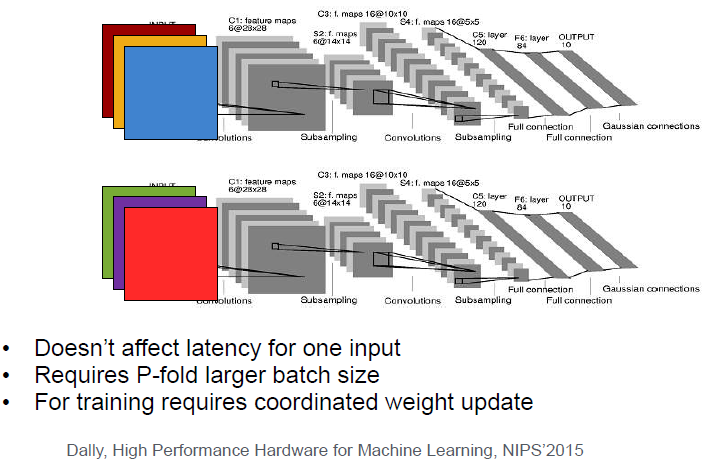 C1: feature maps
6@28x28
S2: f. maps
6@14x14
C3: f. maps 16@10x10
S4: f. maps 16@5x5
C5: layer
120
F6: layer
84
OUTPUT
10
Convolutions
Subsampling
Convolutions
Subsampling
Full connection
Full connection
Gaussian connections
INPUT
C1: feature maps
6@28x28
S2: f. maps
6@14x14
C3: f. maps 16@10x10
S4: f. maps 16@5x5
C5: layer
120
F6: layer
84
OUTPUT
10
Convolutions
Subsampling
Convolutions
Subsampling
Full connection
Full connection
Gaussian connections
• Doesn't affect latency for one input
• Requires P-fold larger batch size
• For training requires coordinated weight update
Dally, High Performance Hardware for Machine Learning, NIPS'2015